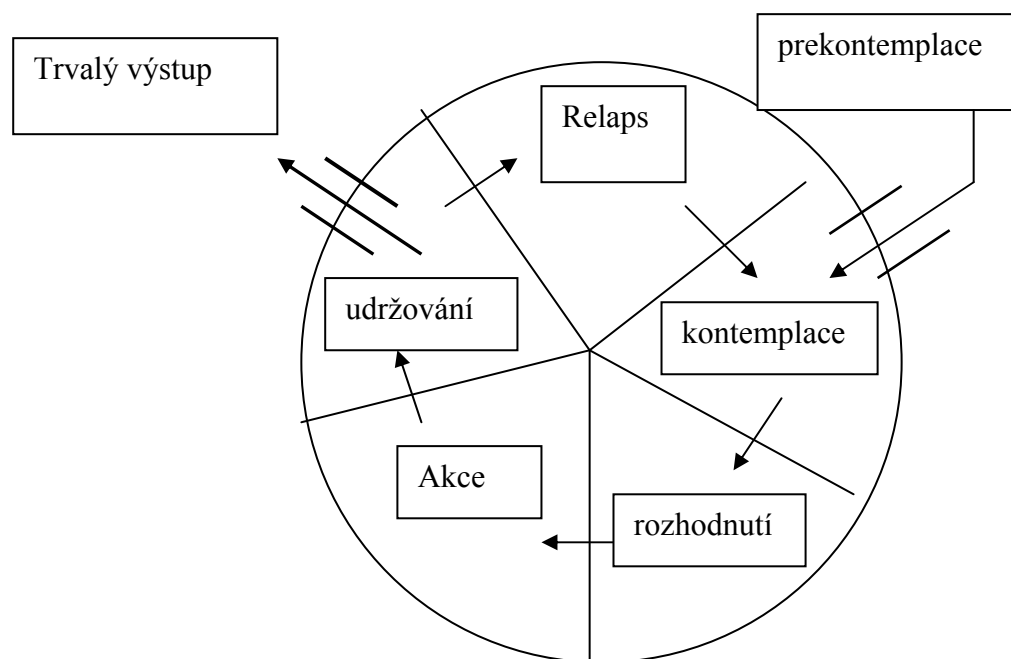 Trvalý výstup
prekontemplace
Relaps
udržování
kontemplace
Akce
rozhodnutí